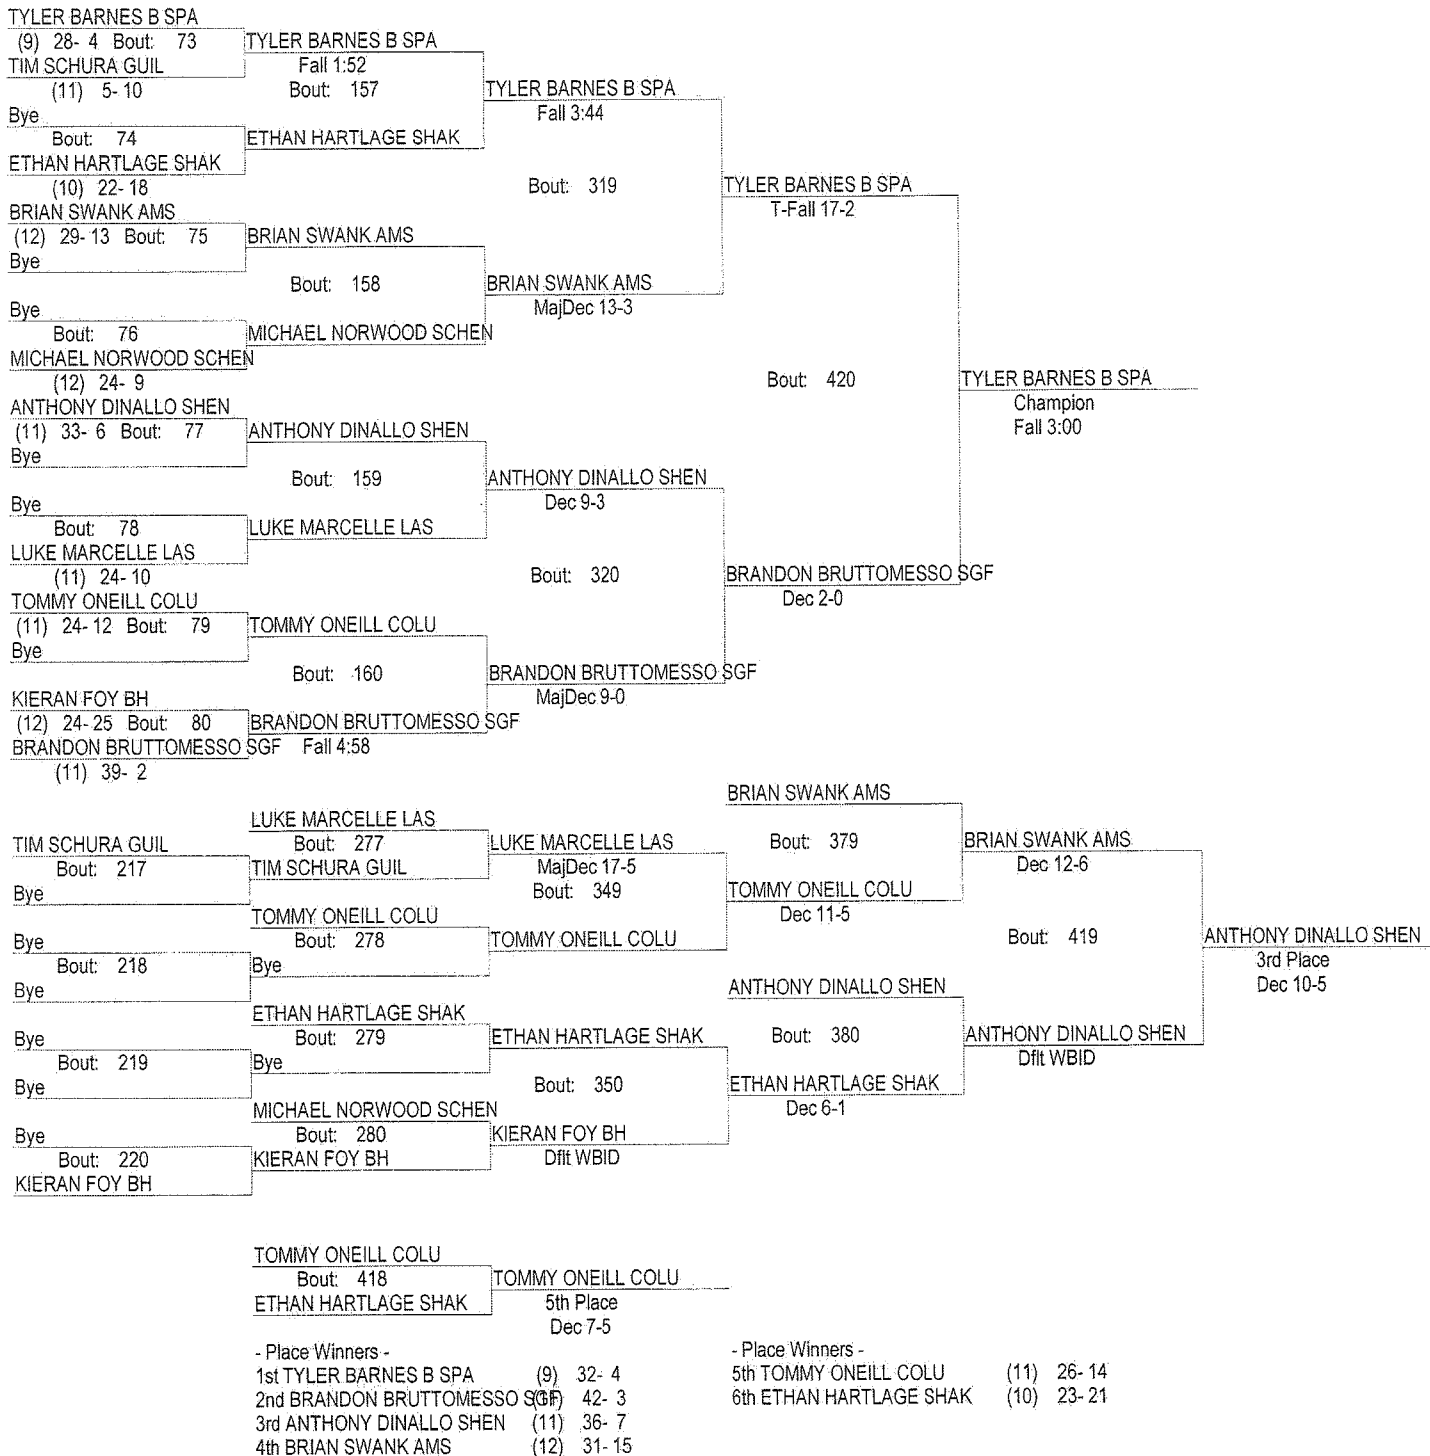 TYLER BARNES B SPA
(9) 28- 4 Bout: 73
TYLER BARNES B SPA
TIM SCHURA GUIL
Fall 1:52
(11) 5- 10
Bout: 157
TYLER BARNES B SPA
Bye
Fall 3:44
Bout: 74
ETHAN HARTLAGE SHAK
ETHAN HARTLAGE SHAK
(10) 22- 18
Bout: 319
TYLER BARNES B SPA
T-Fall 17-2
BRIAN SWANK AMS
(12) 29- 13 Bout: 75
BRIAN SWANK AMS
Bye
Bout: 158
BRIAN SWANK AMS
MajDec 13-3
Bye
Bout: 76
MICHAEL NORWOOD SCHEN
MICHAEL NORWOOD SCHEN
(12) 24- 9
Bout: 420
TYLER BARNES B SPA
Champion
Fall 3:00
ANTHONY DINALLO SHEN
(11) 33- 6 Bout: 77
ANTHONY DINALLO SHEN
Bye
Bout: 159
ANTHONY DINALLO SHEN
Dec 9-3
Bye
Bout: 78
LUKE MARCELLE LAS
LUKE MARCELLE LAS
(11) 24- 10
Bout: 320
BRANDON BRUTTOMESSO SGF
Dec 2-0
TOMMY ONEILL COLU
(11) 24- 12 Bout: 79
TOMMY ONEILL COLU
Bye
Bout: 160
BRANDON BRUTTOMESSO SGF
MajDec 9-0
KIERAN FOY BH
(12) 24- 25 Bout: 80
BRANDON BRUTTOMESSO SGF
BRANDON BRUTTOMESSO SGF Fall 4:58
(11) 39- 2
BRIAN SWANK AMS
LUKE MARCELLE LAS
TIM SCHURA GUIL
Bout: 277
LUKE MARCELLE LAS
Bout: 379
BRIAN SWANK AMS
Bout: 217
TIM SCHURA GUIL
MajDec 17-5
Dec 12-6
Bye
Bout: 349
TOMMY ONEILL COLU
TOMMY ONEILL COLU
Dec 11-5
Bye
Bout: 278
TOMMY ONEILL COLU
Bout: 419
ANTHONY DINALLO SHEN
Bout: 218
Bye
3rd Place
Bye
ANTHONY DINALLO SHEN
Dec 10-5
ETHAN HARTLAGE SHAK
Bye
Bout: 279
ETHAN HARTLAGE SHAK
Bout: 380
ANTHONY DINALLO SHEN
Bout: 219
Bye
Dflt WBID
Bye
Bout: 350
ETHAN HARTLAGE SHAK
MICHAEL NORWOOD SCHEN
Dec 6-1
Bye
Bout: 280
KIERAN FOY BH
Bout: 220
KIERAN FOY BH
Dflt WBID
KIERAN FOY BH
TOMMY ONEILL COLU
Bout: 418
TOMMY ONEILL COLU
ETHAN HARTLAGE SHAK
5th Place
Dec 7-5
- Place Winners -
1st TYLER BARNES B SPA (9) 32- 4
2nd BRANDON BRUTTOMESSO SGF (11) 42- 3
3rd ANTHONY DINALLO SHEN (11) 36- 7
4th BRIAN SWANK AMS (12) 31- 15
- Place Winners -
5th TOMMY ONEILL COLU (11) 26- 14
6th ETHAN HARTLAGE SHAK (10) 23- 21